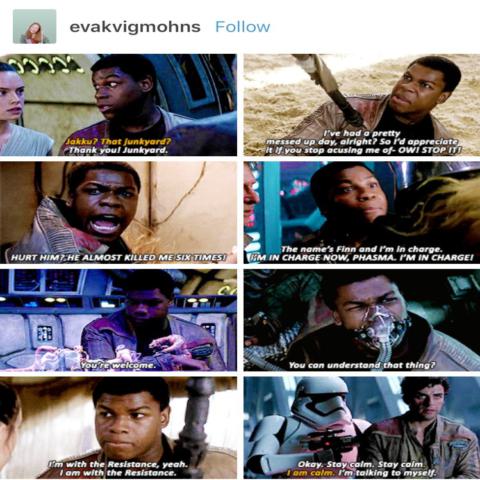 evakvigmohns Follow
Jakku? That junkyard?
Thank you! Junkyard.
I've had a pretty
messed up day, alright? So I'd appreciate
it if you stop acusing me of- OW! STOP IT!
HURT HIM? HE ALMOST KILLED ME SIX TIMES!
The name's Finn and I'm in charge.
I'M IN CHARGE NOW, PHASMA. I'M IN CHARGE!
You're welcome.
You can understand that thing?
I'm with the Resistance, yeah.
I am with the Resistance.
Okay. Stay calm. Stay calm.
I am calm. I'm talking to myself.